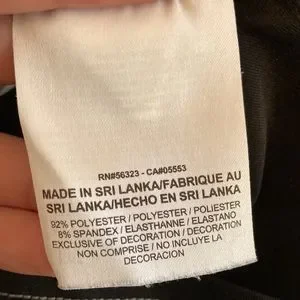 RN#56323 - CA#05553
MADE IN SRI LANKA/FABRIQUE AU
SRI LANKA/HECHO EN SRI LANKA
92% POLYESTER / POLYESTER / POLIESTER
8% SPANDEX / ELASTHANNE / ELASTANO
EXCLUSIVE OF DECORATION / DECORATION
NON COMPRISE / NO INCLUYE LA
DECORACION